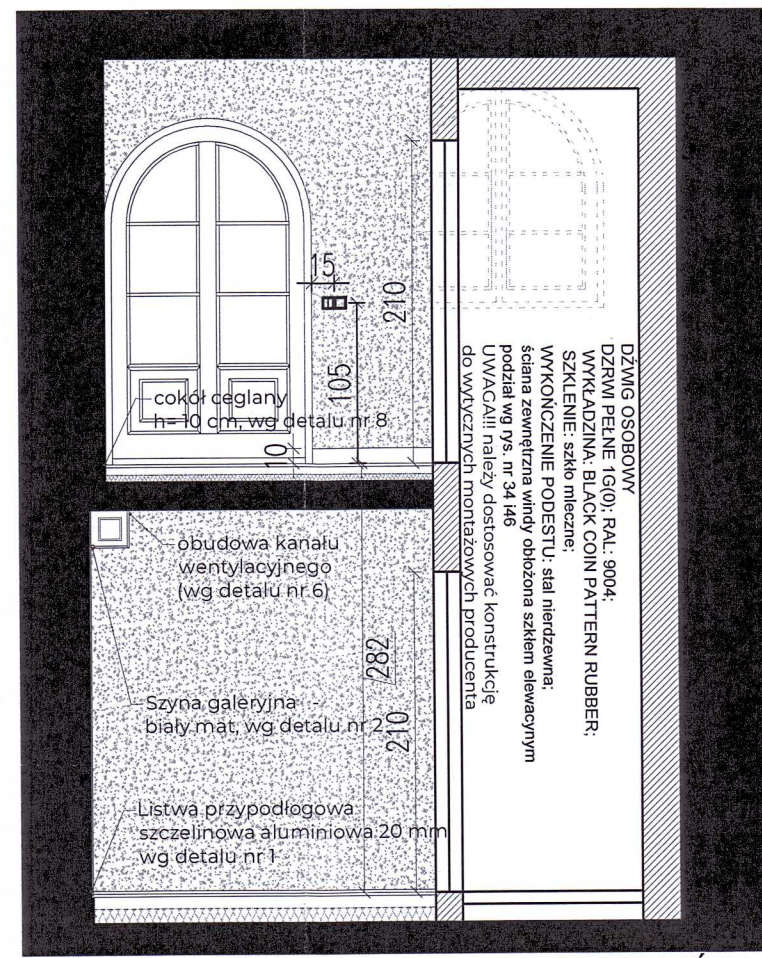 15
210
105
cokół ceglany
h= 10 cm, wg detalu nr 8
10
DŹWIG OSOBOWY
DZRWI PEŁNE 1G(0); RAL: 9004;
WYKŁADZINA: BLACK COIN PATTERN RUBBER;
SZKLENIE: szkło mleczne;
WYKOŃCZENIE PODESTU: stal nierdzewna;
ściana zewnętrzna windy obłożona szkłem elewacynym
podział wg rys. nr 34 i46
UWAGA!!! należy dostosować konstrukcję
do wytycznych montażowych producenta
obudowa kanału
wentylacyjnego
(wg detalu nr 6)
282
Szyna galeryjna -
biały mat, wg detalu nr 2
210
Listwa przypodłogowa
szczelinowa aluminiowa 20 mm
wg detalu nr 1